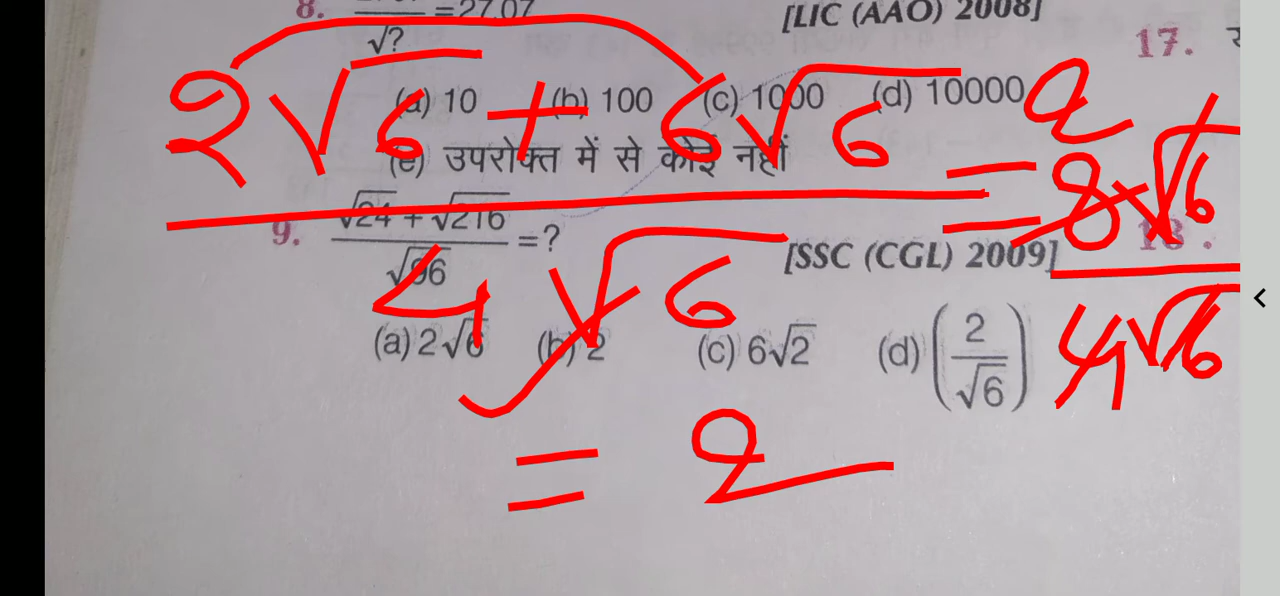 8. √? = 27.07
[LIC (AAO) 2008]
17.
(a) 10 (b) 100 (c) 1000 (d) 10000
(e) उपरोक्त में से कोई नहीं
9. √24 + √216 / √96 = ?
[SSC (CGL) 2009]
18.
(a) 2√6 (b) 2 (c) 6√2 (d) (2/√6)
2√6 + 6√6
4√6
= 8√6
4√6
= 2